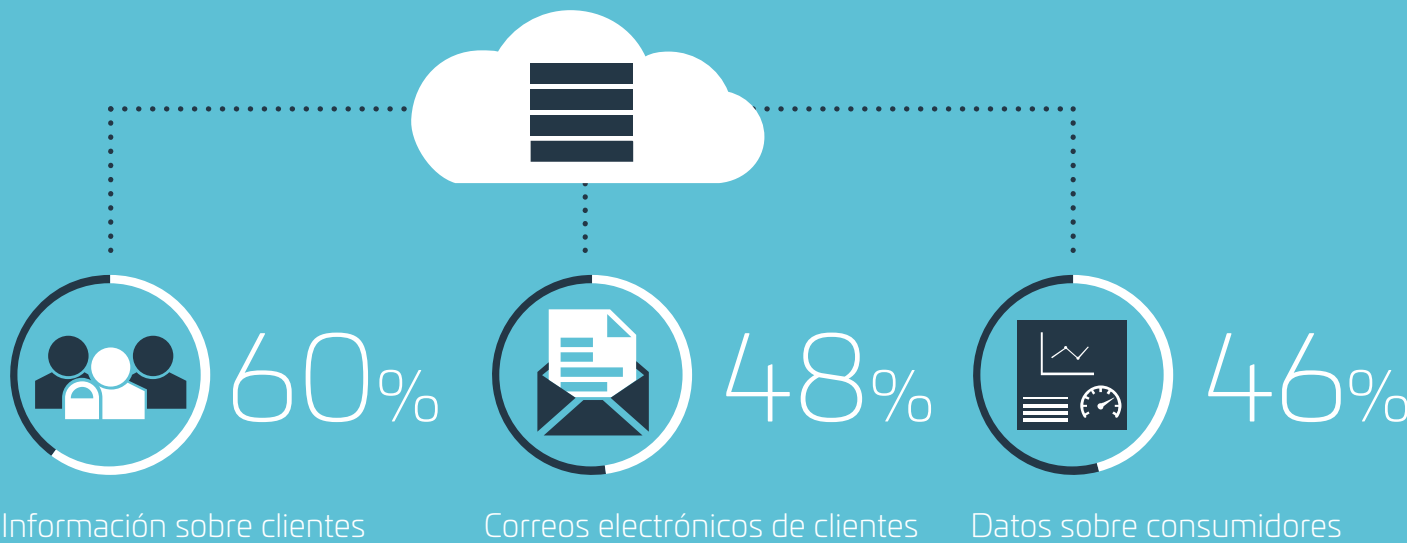 60%
48%
46%
Información sobre clientes
Correos electrónicos de clientes
Datos sobre consumidores